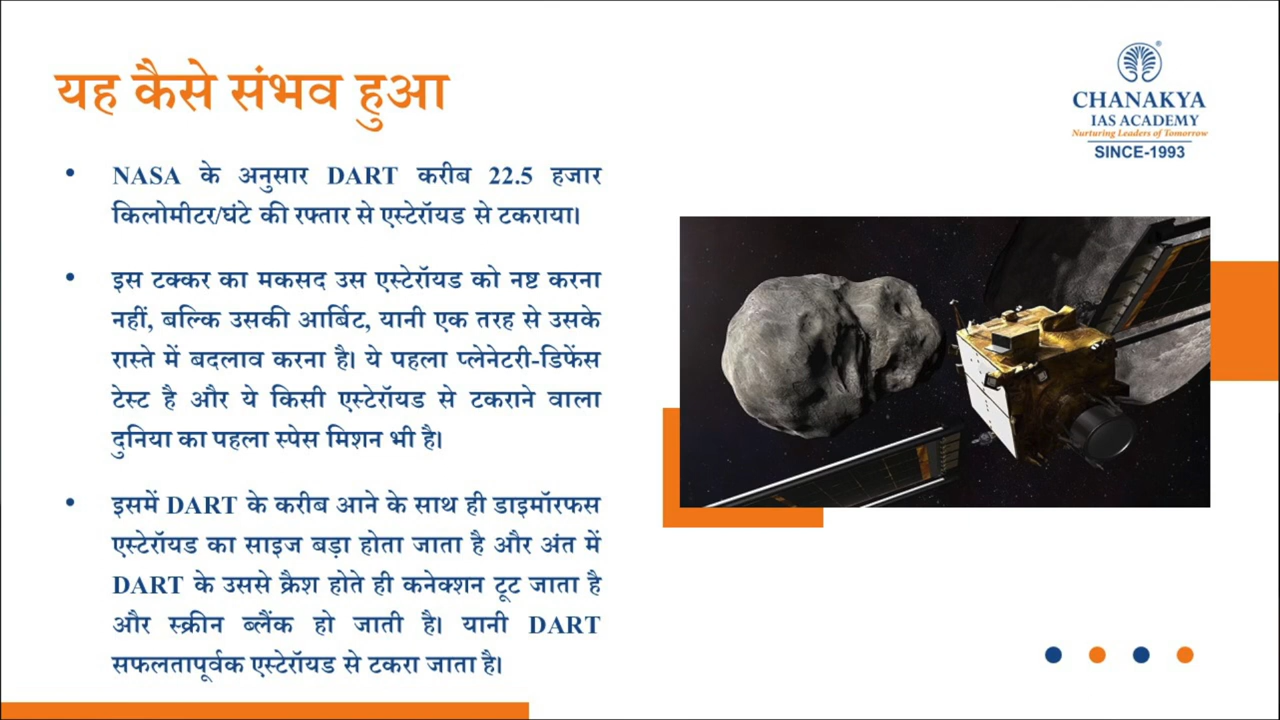 यह कैसे संभव हुआ
CHANAKYA
IAS ACADEMY
Nurturing Leaders of Tomorrow
SINCE-1993
• NASA के अनुसार DART करीब 22.5 हजार
किलोमीटर/घंटे की रफ्तार से एस्टेरॉयड से टकराया।
• इस टक्कर का मकसद उस एस्टेरॉयड को नष्ट करना
नहीं, बल्कि उसकी आर्बिट, यानी एक तरह से उसके
रास्ते में बदलाव करना है। ये पहला प्लेनेटरी-डिफेंस
टेस्ट है और ये किसी एस्टेरॉयड से टकराने वाला
दुनिया का पहला स्पेस मिशन भी है।
• इसमें DART के करीब आने के साथ ही डाइमॉरफस
एस्टेरॉयड का साइज बड़ा होता जाता है और अंत में
DART के उससे क्रैश होते ही कनेक्शन टूट जाता है
और स्क्रीन ब्लैंक हो जाती है। यानी DART
सफलतापूर्वक एस्टेरॉयड से टकरा जाता है।